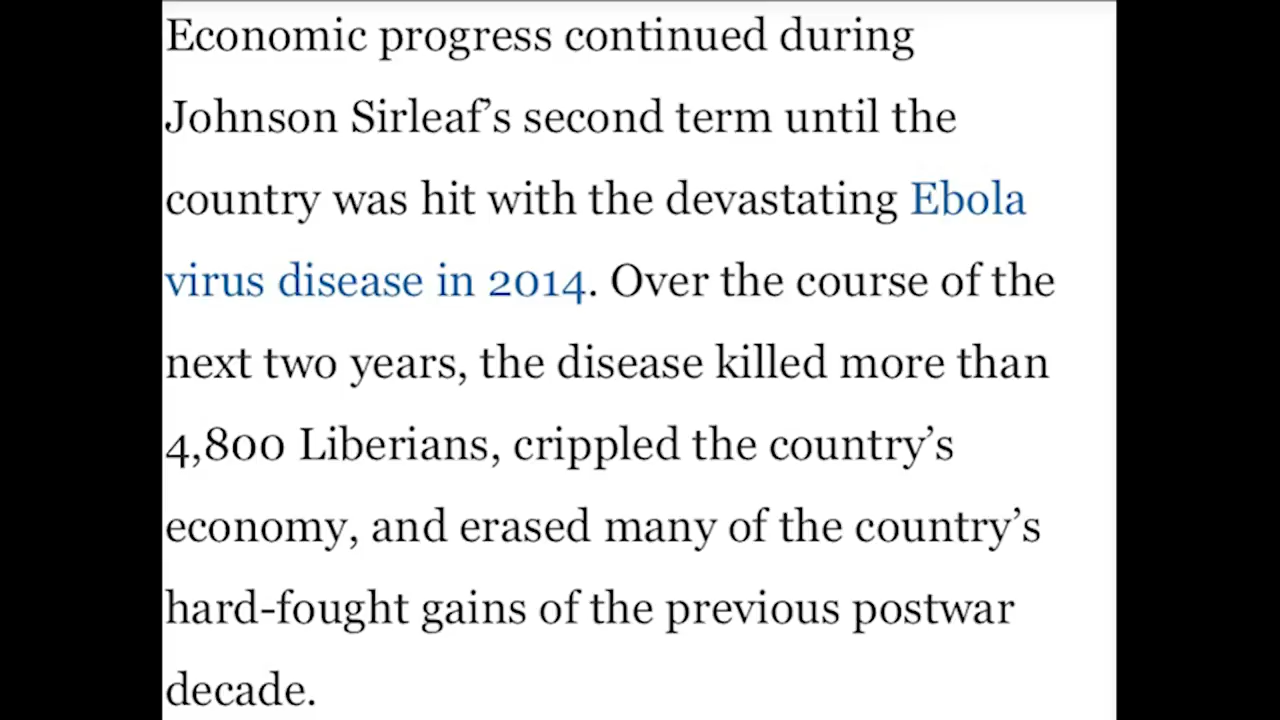 Economic progress continued during
Johnson Sirleaf’s second term until the
country was hit with the devastating Ebola
virus disease in 2014. Over the course of the
next two years, the disease killed more than
4,800 Liberians, crippled the country’s
economy, and erased many of the country’s
hard-fought gains of the previous postwar
decade.